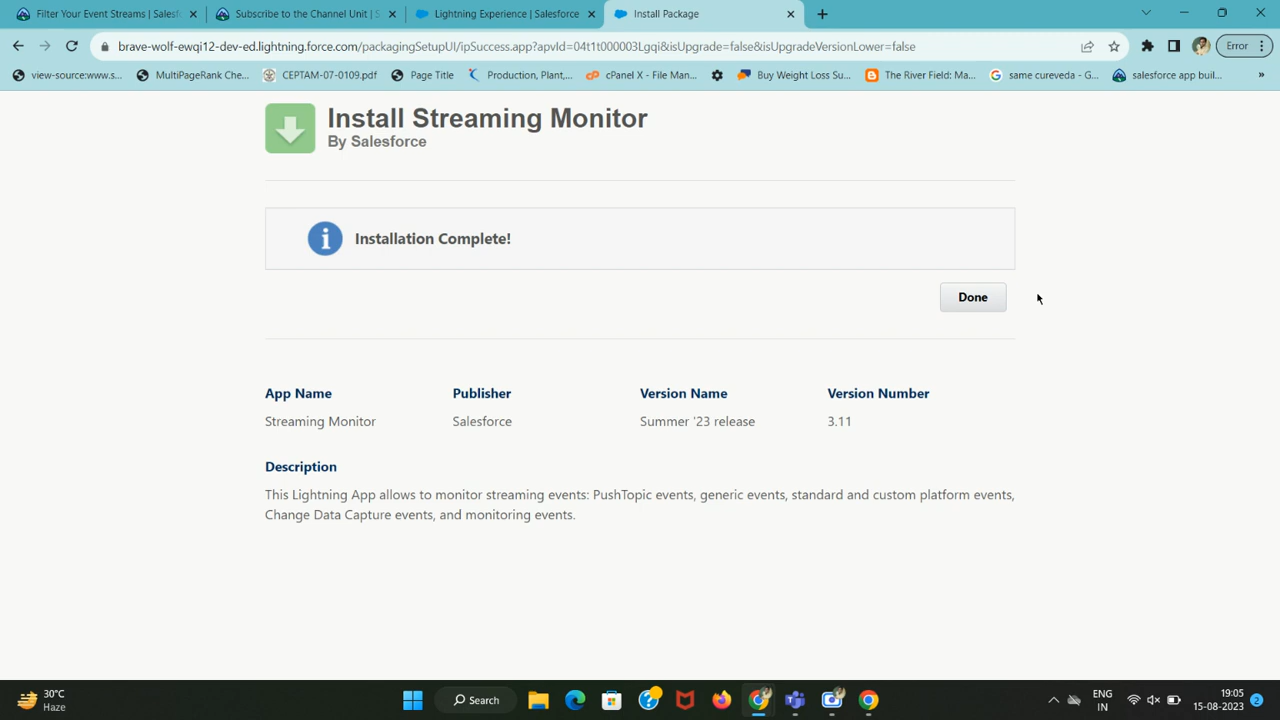 Filter Your Event Streams | Salesf
Subscribe to the Channel Unit | S
Lightning Experience | Salesforce
Install Package
brave-wolf-ewqi12-dev-ed.lightning.force.com/packagingSetupUI/ipSuccess.app?apvId=04t1t000003Lgqi&isUpgrade=false&isUpgradeVersionLower=false
Error
view-source:www.s...
MultiPageRank Che...
CEPTAM-07-0109.pdf
Page Title
Production, Plant,...
cPanel X - File Man...
Buy Weight Loss Su...
The River Field: Ma...
same cureveda - G...
salesforce app buil...
»
Install Streaming Monitor
By Salesforce
Installation Complete!
Done
App Name
Publisher
Version Name
Version Number
Streaming Monitor
Salesforce
Summer '23 release
3.11
Description
This Lightning App allows to monitor streaming events: PushTopic events, generic events, standard and custom platform events,
Change Data Capture events, and monitoring events.
30°C
Haze
Search
ENG
IN
19:05
15-08-2023
2